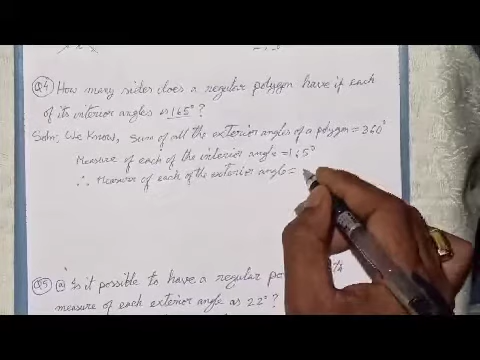 Q4 How many sides does a regular polygon have if each
of its interior angles is 165°?
Soln: We know, sum of all the exterior angles of a polygon = 360°
Measure of each of the interior angle = 165°
∴ Measure of each of the exterior angle =
Q5 a Is it possible to have a regular
measure of each exterior angle as 22°?